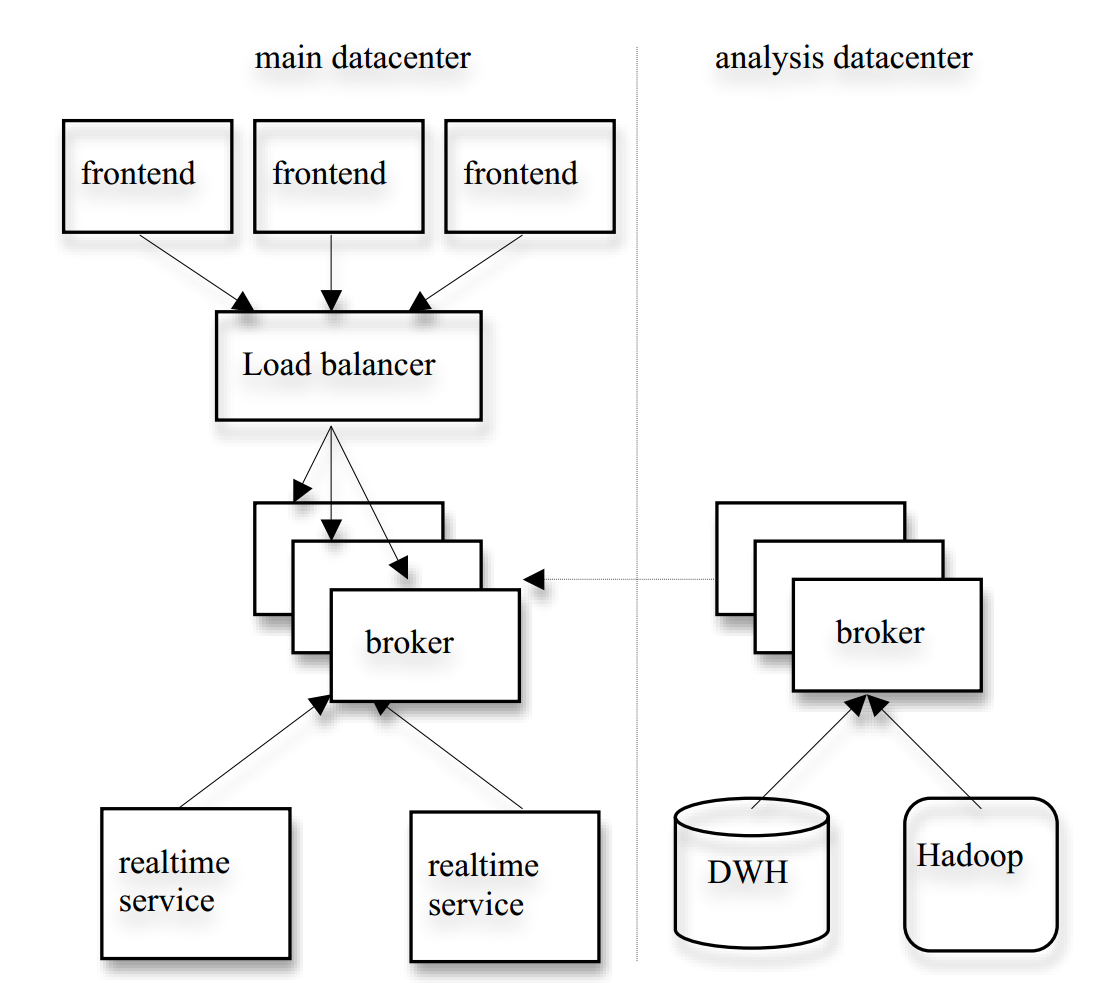 main datacenter
analysis datacenter
frontend
frontend
frontend
Load balancer
broker
broker
realtime
service
realtime
service
DWH
Hadoop